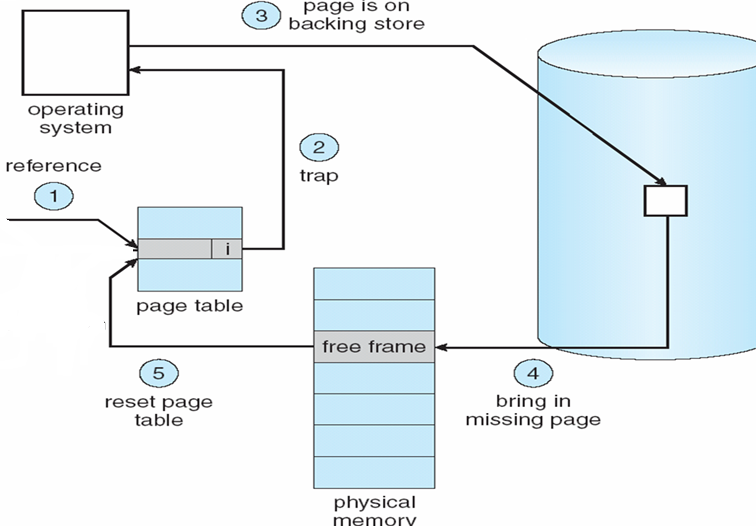 3
page is on
backing store
operating
system
2
trap
reference
1
i
page table
free frame
5
reset page
table
4
bring in
missing page
physical
memory